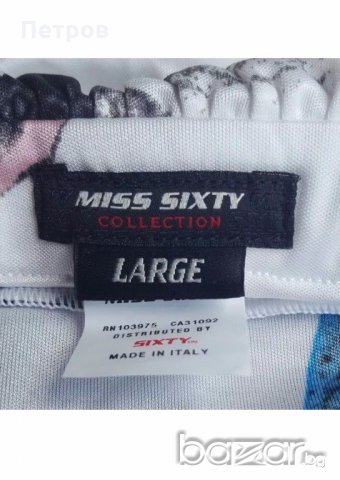 Петров
MISS SIXTY
COLLECTION
LARGE
RN103975 CA31092
DISTRIBUTED BY
SIXTY
MADE IN ITALY
bazar.bg